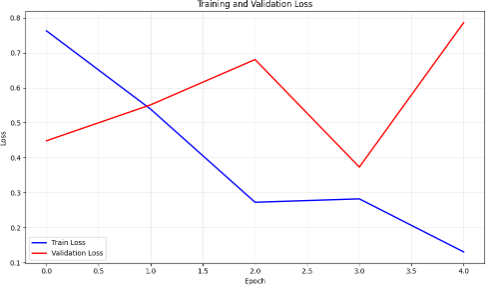 Training and Validation Loss
0.8
0.7
0.6
0.5
0.4
0.3
0.2
0.1
Loss
Train Loss
Validation Loss
0.0 0.5 1.0 1.5 2.0 2.5 3.0 3.5 4.0
Epoch